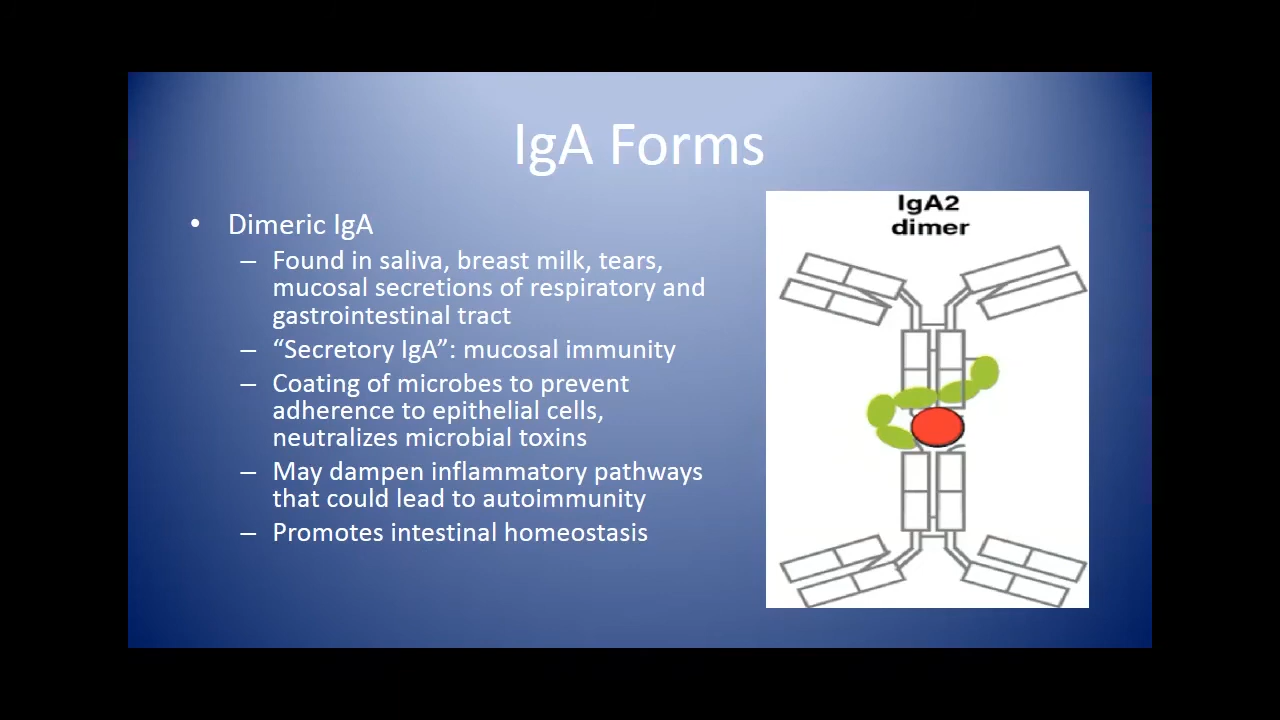 IgA Forms
• Dimeric IgA
– Found in saliva, breast milk, tears,
mucosal secretions of respiratory and
gastrointestinal tract
– “Secretory IgA”: mucosal immunity
– Coating of microbes to prevent
adherence to epithelial cells,
neutralizes microbial toxins
– May dampen inflammatory pathways
that could lead to autoimmunity
– Promotes intestinal homeostasis
IgA2
dimer